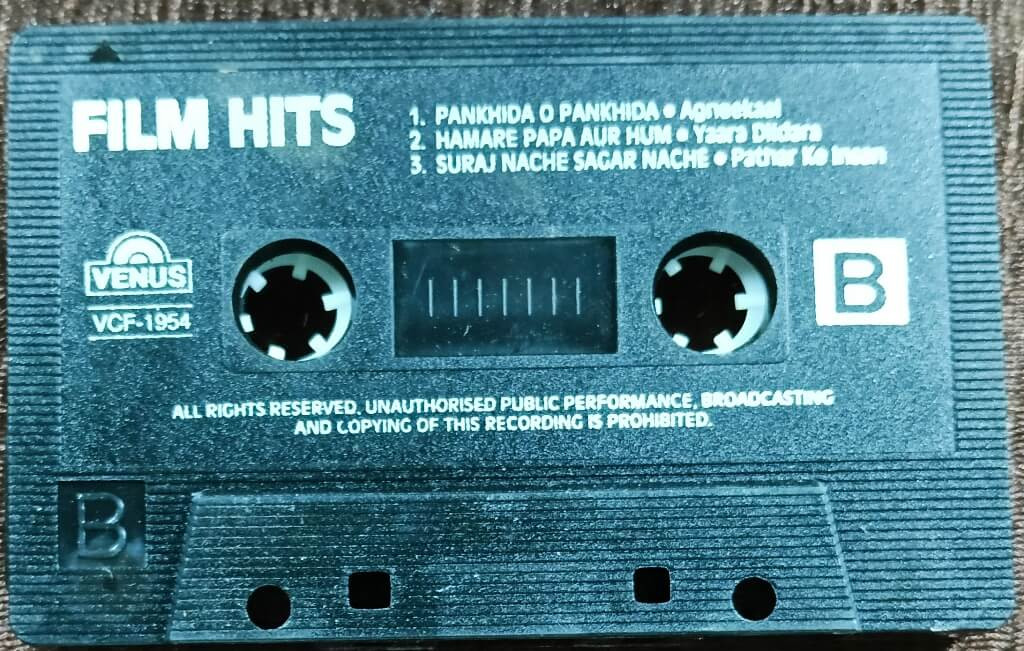 FILM HITS
1. PANKHIDA O PANKHIDA • Agneekaal
2. HAMARE PAPA AUR HUM • Yaara Dildara
3. SURAJ NACHE SAGAR NACHE • Pathar Ke Insan
VENUS
VCF-1954
B
ALL RIGHTS RESERVED. UNAUTHORISED PUBLIC PERFORMANCE, BROADCASTING
AND COPYING OF THIS RECORDING IS PROHIBITED.
B